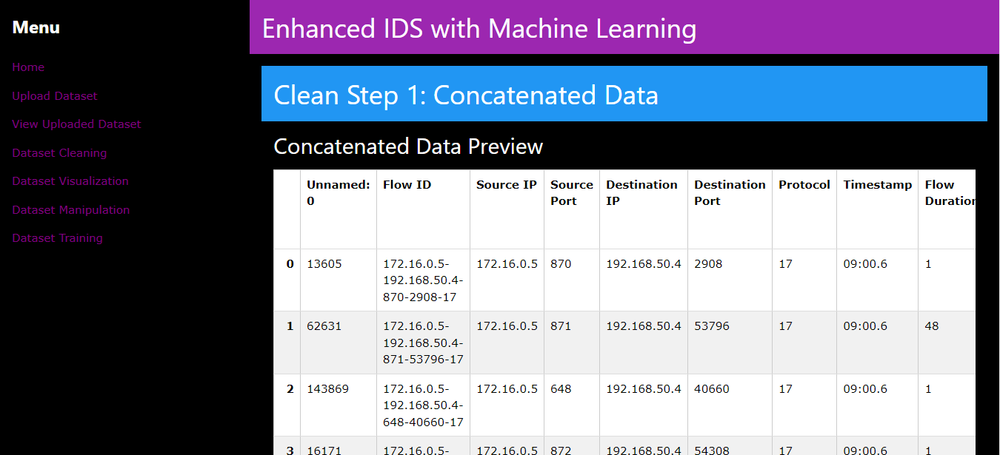 Menu
Home
Upload Dataset
View Uploaded Dataset
Dataset Cleaning
Dataset Visualization
Dataset Manipulation
Dataset Training
Enhanced IDS with Machine Learning
Clean Step 1: Concatenated Data
Concatenated Data Preview
Unnamed: Flow ID Source IP Source Destination Destination Protocol Timestamp Flow
0 Port IP Port Duration
0 13605 172.16.0.5- 172.16.0.5 870 192.168.50.4 2908 17 09:00.6 1
192.168.50.4-
870-2908-17
1 62631 172.16.0.5- 172.16.0.5 871 192.168.50.4 53796 17 09:00.6 48
192.168.50.4-
871-53796-17
2 143869 172.16.0.5- 172.16.0.5 648 192.168.50.4 40660 17 09:00.6 1
192.168.50.4-
648-40660-17
3 16171 172.16.0.5- 172.16.0.5 872 192.168.50.4 54308 17 09:00.6 1